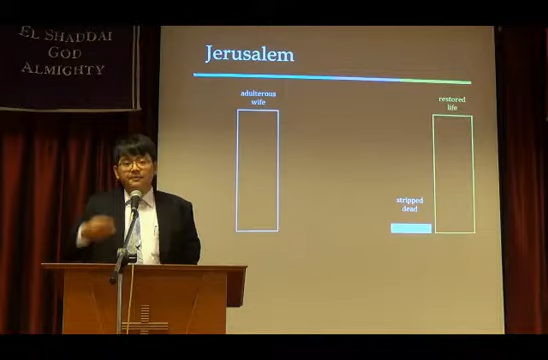 EL SHADDAI
GOD
ALMIGHTY
Jerusalem
adulterous
wife
restored
life
stripped
dead